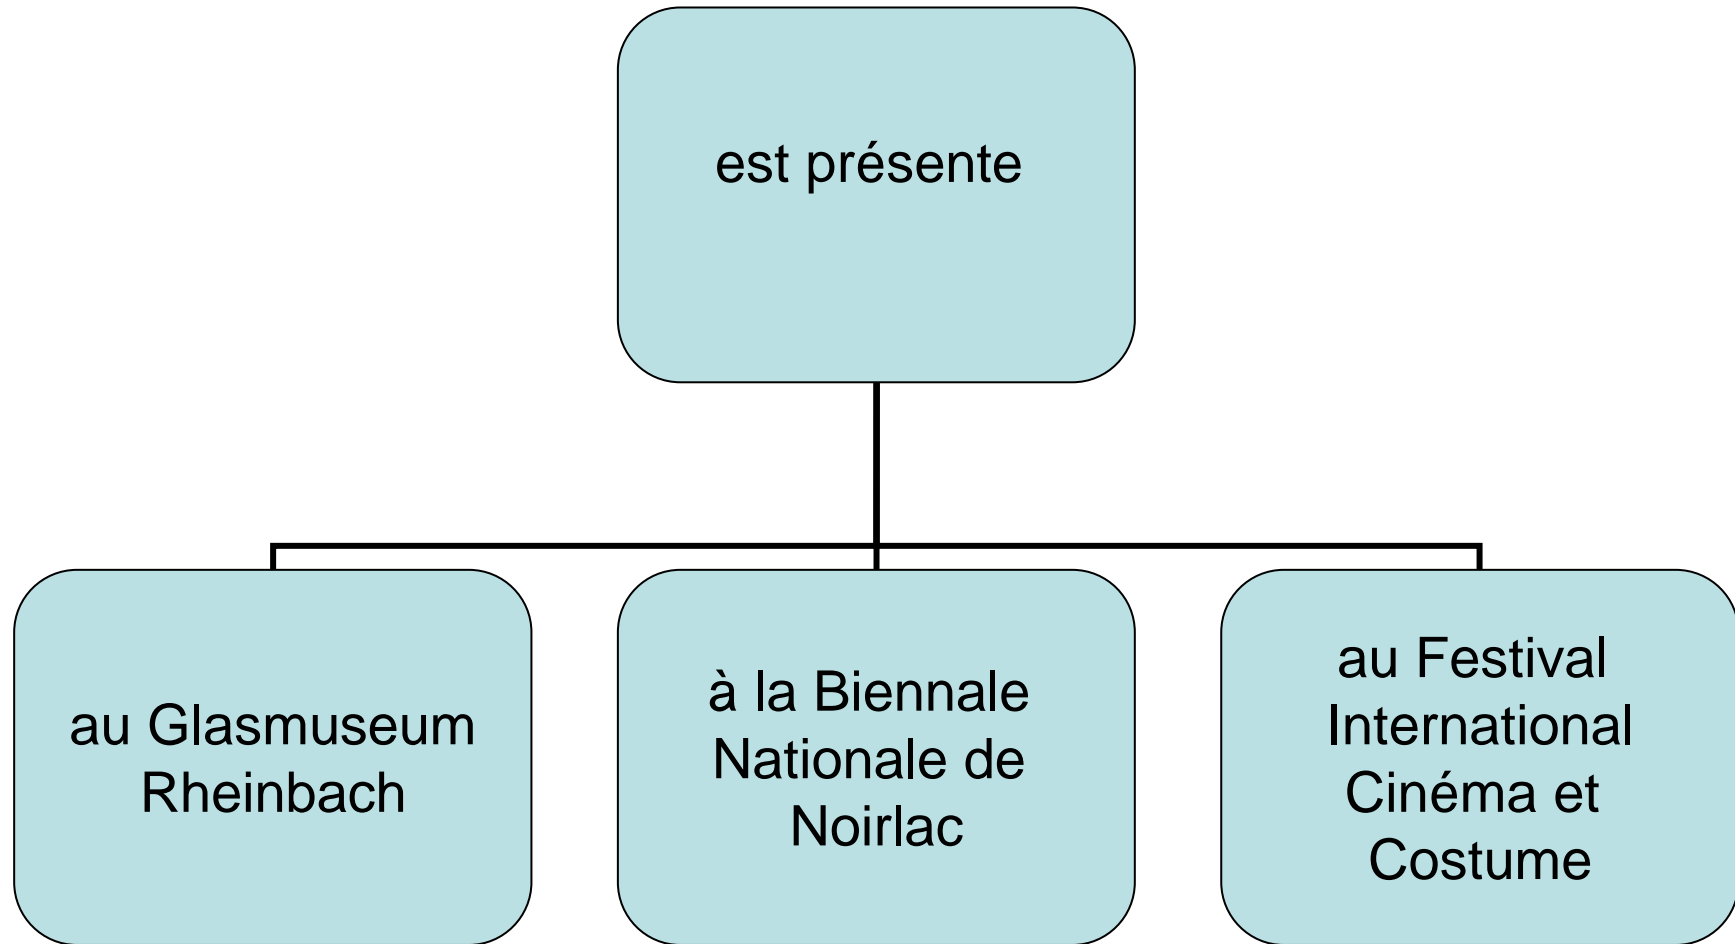 est présente
au Glasmuseum
Rheinbach
à la Biennale
Nationale de
Noirlac
au Festival
International
Cinéma et
Costume